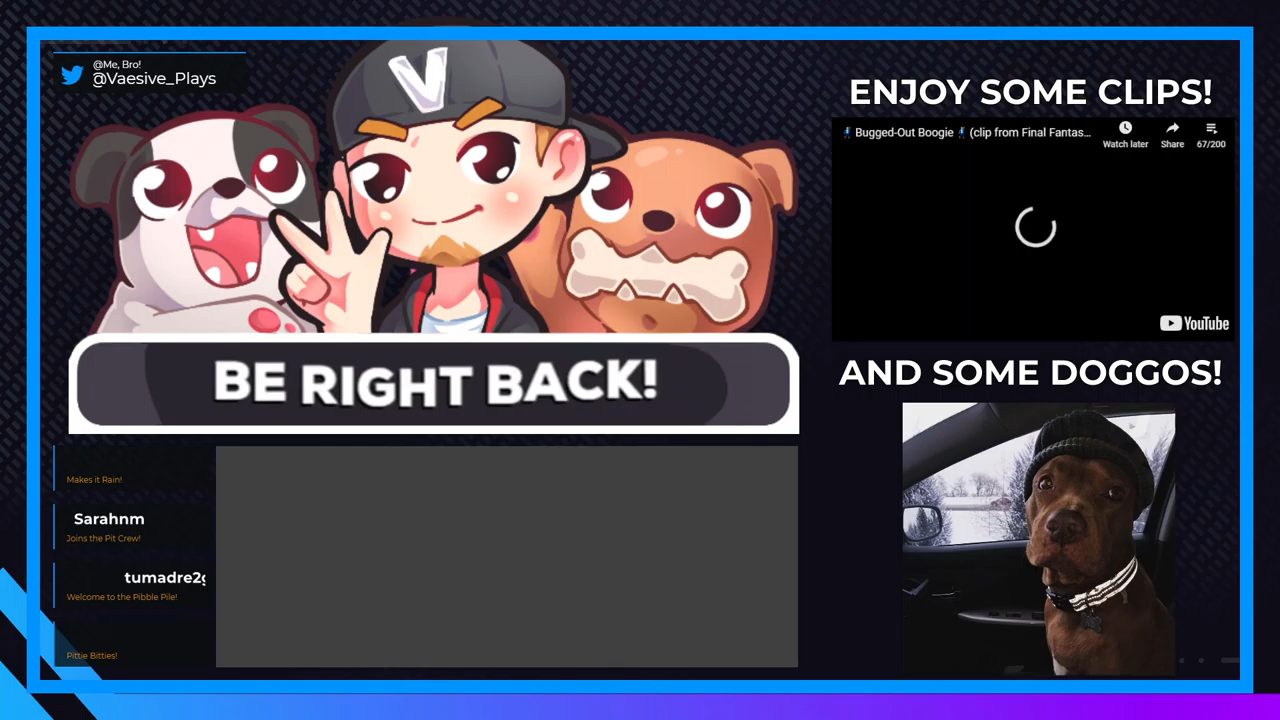 @Me, Bro!
@Vaesive_Plays
V
BE RIGHT BACK!
Makes it Rain!
Sarahnm
Joins the Pit Crew!
tumadre2g
Welcome to the Pibble Pile!
Pittie Bitties!
ENJOY SOME CLIPS!
Bugged-Out Boogie (clip from Final Fantas...
Watch later
Share
67/200
YouTube
AND SOME DOGGOS!